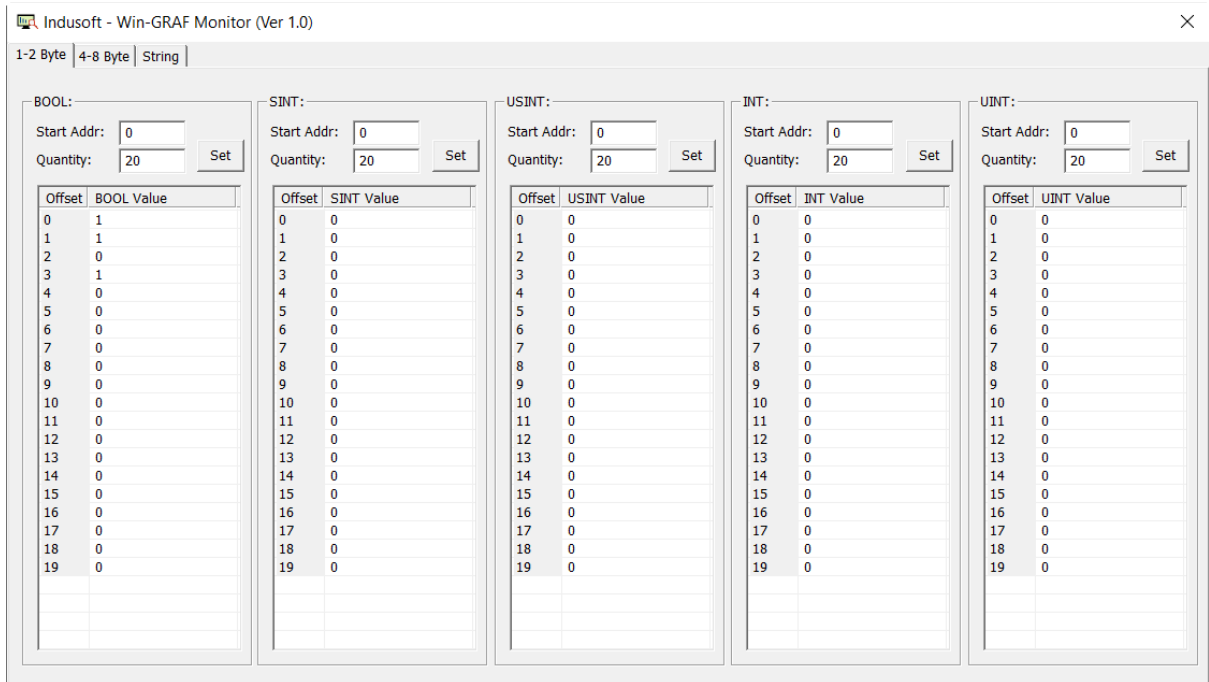 Indusoft - Win-GRAF Monitor (Ver 1.0)
1-2 Byte 4-8 Byte String
BOOL: SINT: USINT: INT: UINT:
Start Addr: 0 Start Addr: 0 Start Addr: 0 Start Addr: 0 Start Addr: 0
Quantity: 20 Set Quantity: 20 Set Quantity: 20 Set Quantity: 20 Set Quantity: 20 Set
Offset BOOL Value Offset SINT Value Offset USINT Value Offset INT Value Offset UINT Value
0 1 0 0 0 0 0 0 0 0
1 1 1 0 1 0 1 0 1 0
2 0 2 0 2 0 2 0 2 0
3 1 3 0 3 0 3 0 3 0
4 0 4 0 4 0 4 0 4 0
5 0 5 0 5 0 5 0 5 0
6 0 6 0 6 0 6 0 6 0
7 0 7 0 7 0 7 0 7 0
8 0 8 0 8 0 8 0 8 0
9 0 9 0 9 0 9 0 9 0
10 0 10 0 10 0 10 0 10 0
11 0 11 0 11 0 11 0 11 0
12 0 12 0 12 0 12 0 12 0
13 0 13 0 13 0 13 0 13 0
14 0 14 0 14 0 14 0 14 0
15 0 15 0 15 0 15 0 15 0
16 0 16 0 16 0 16 0 16 0
17 0 17 0 17 0 17 0 17 0
18 0 18 0 18 0 18 0 18 0
19 0 19 0 19 0 19 0 19 0